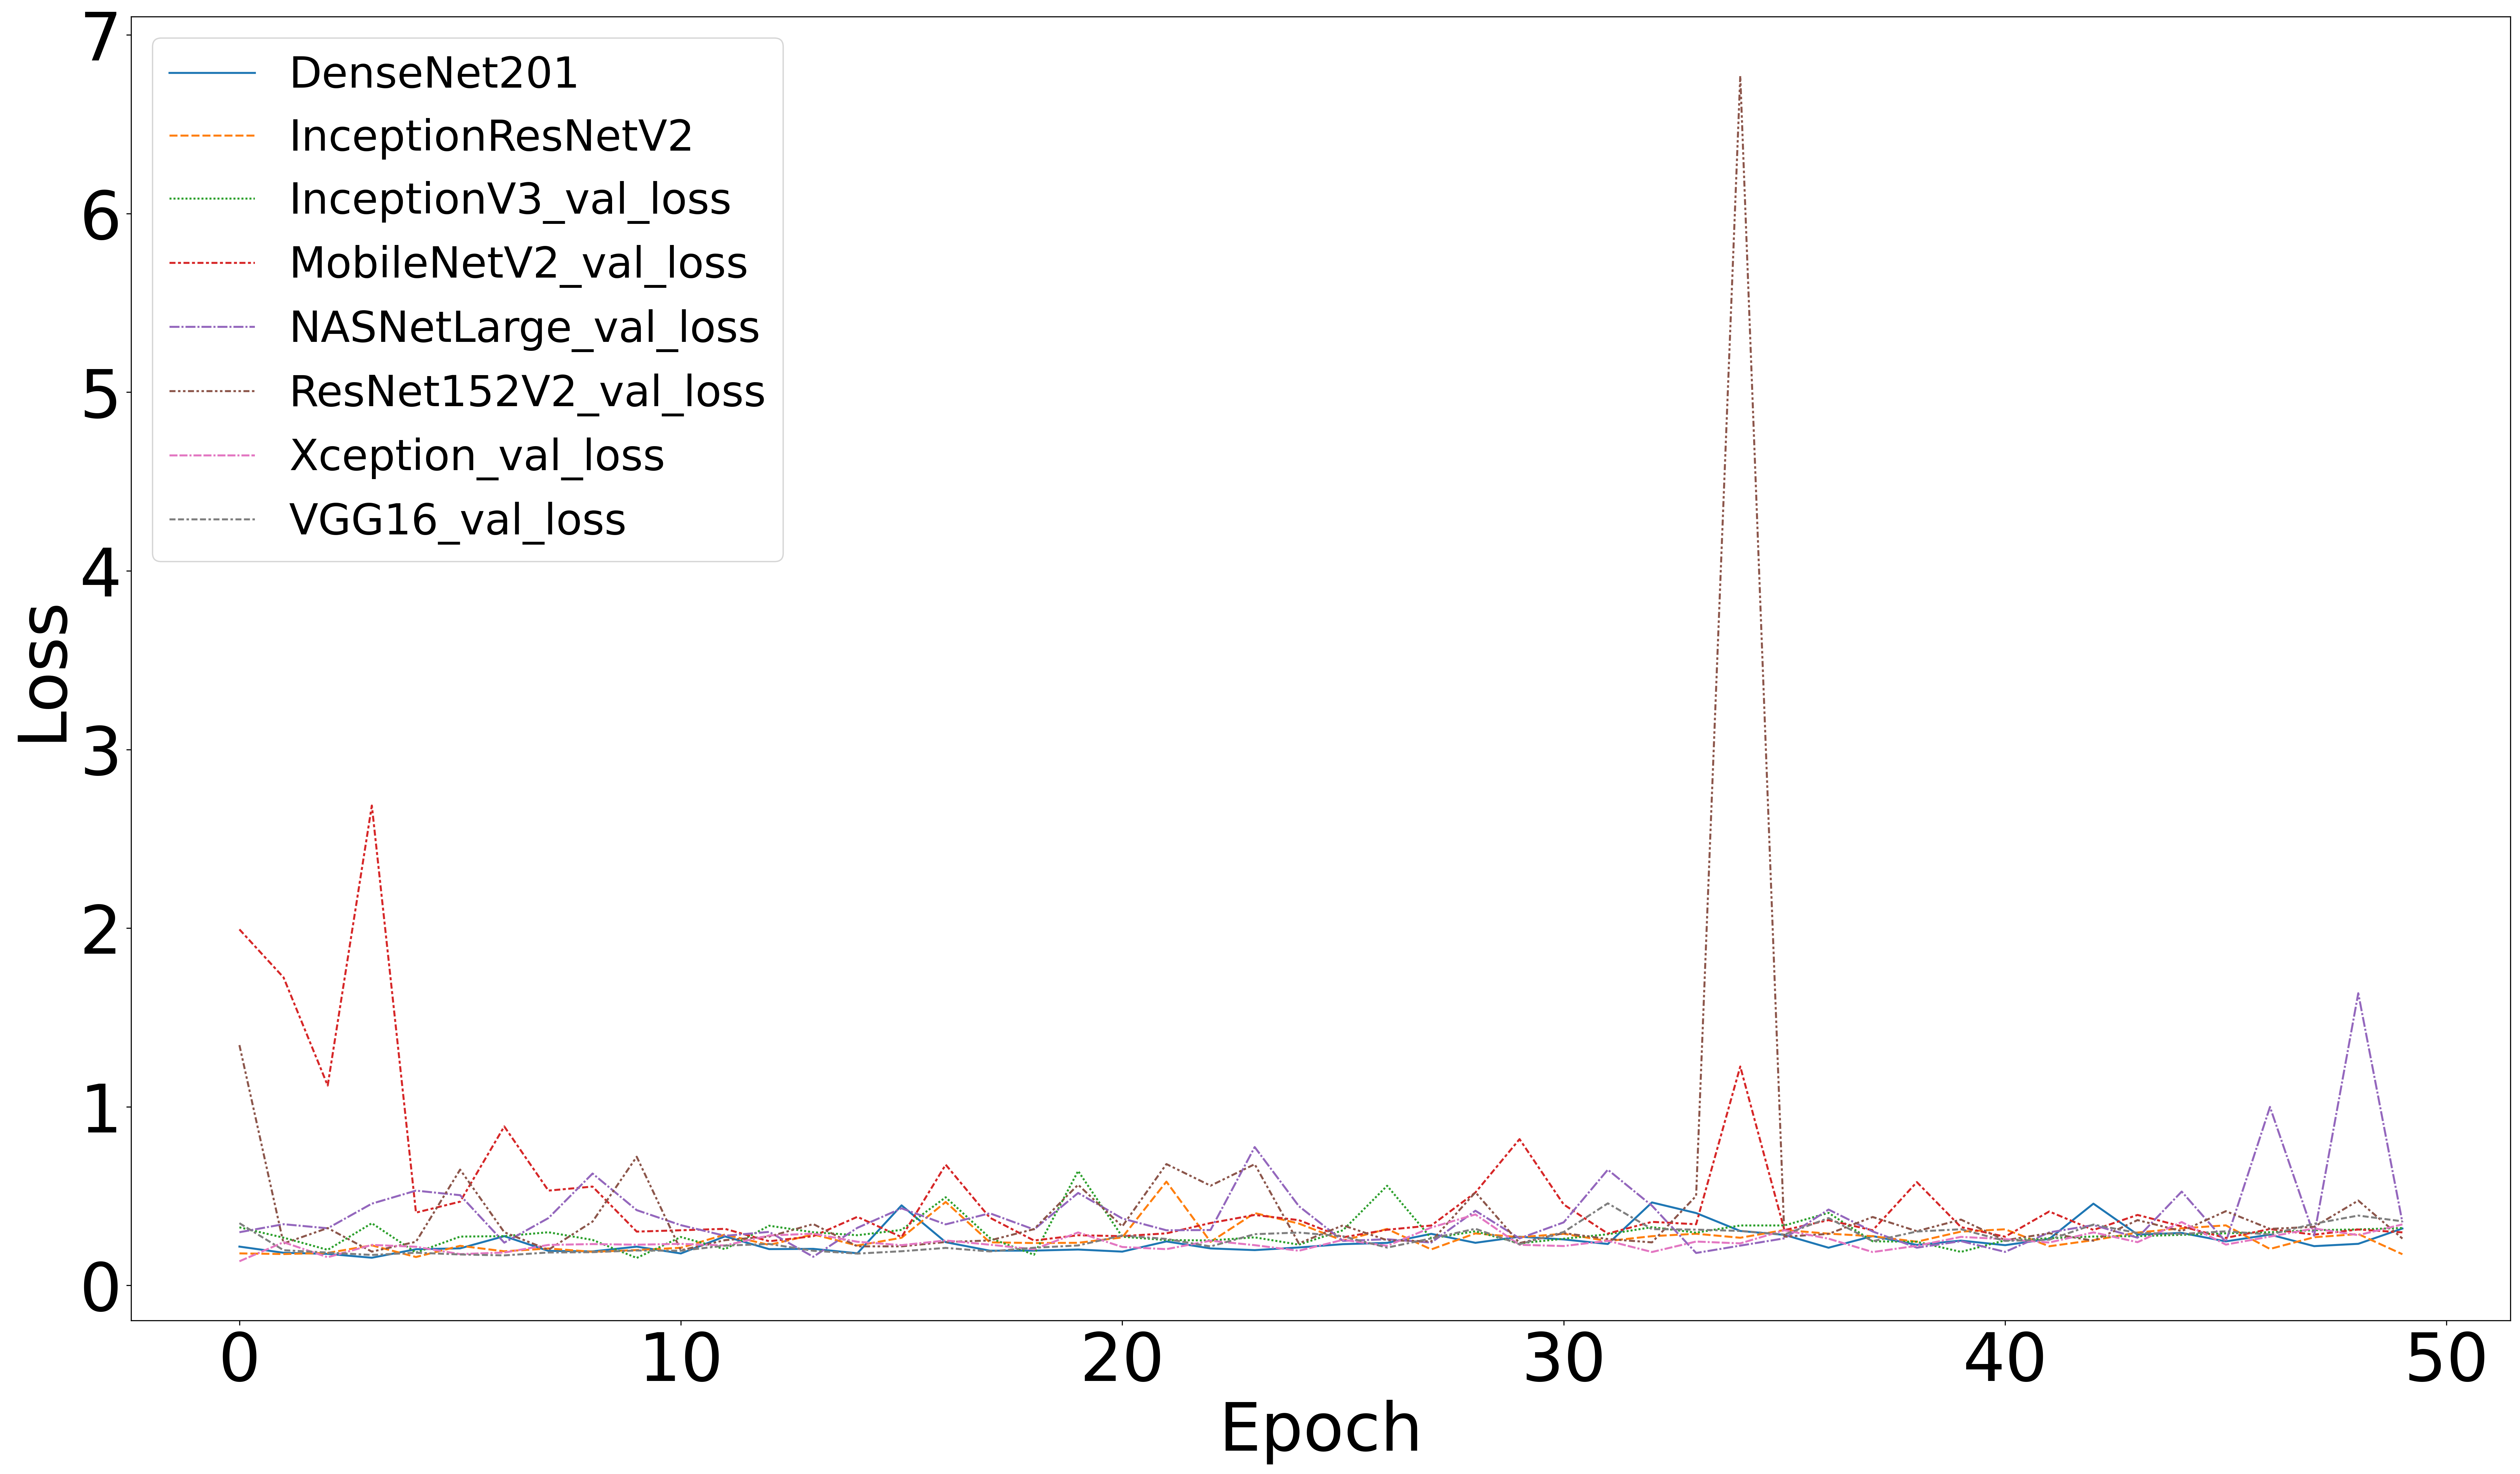 7
6
5
4
3
2
1
0
Loss
DenseNet201
InceptionResNetV2
InceptionV3_val_loss
MobileNetV2_val_loss
NASNetLarge_val_loss
ResNet152V2_val_loss
Xception_val_loss
VGG16_val_loss
0 10 20 30 40 50
Epoch